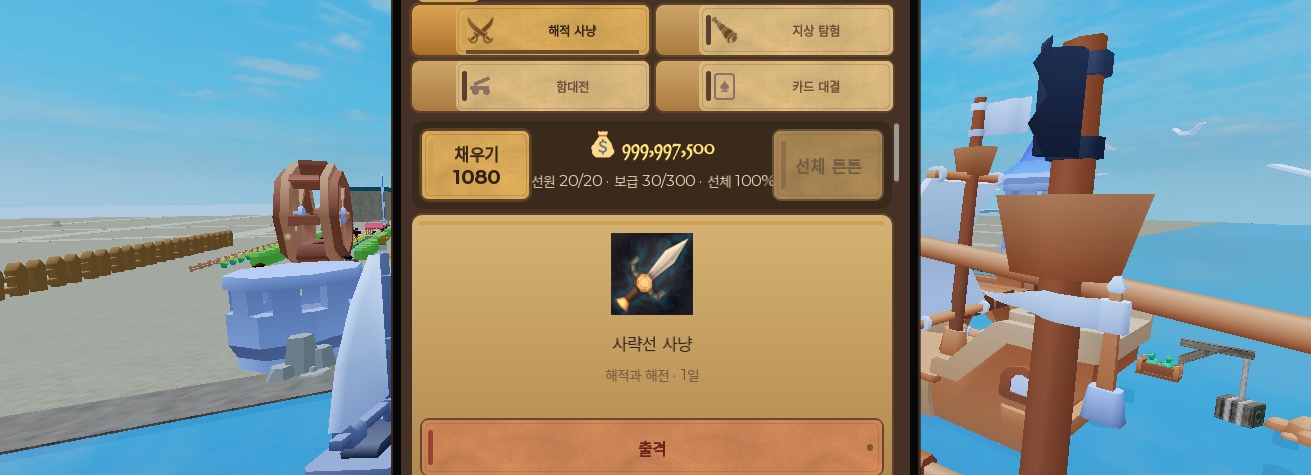 해적 사냥
지상 탐험
함대전
카드 대결
채우기
1080
999,997,500
선원 20/20 · 보급 30/300 · 선체 100%
선체 튼튼
사략선 사냥
해적과 해전 · 1일
출격